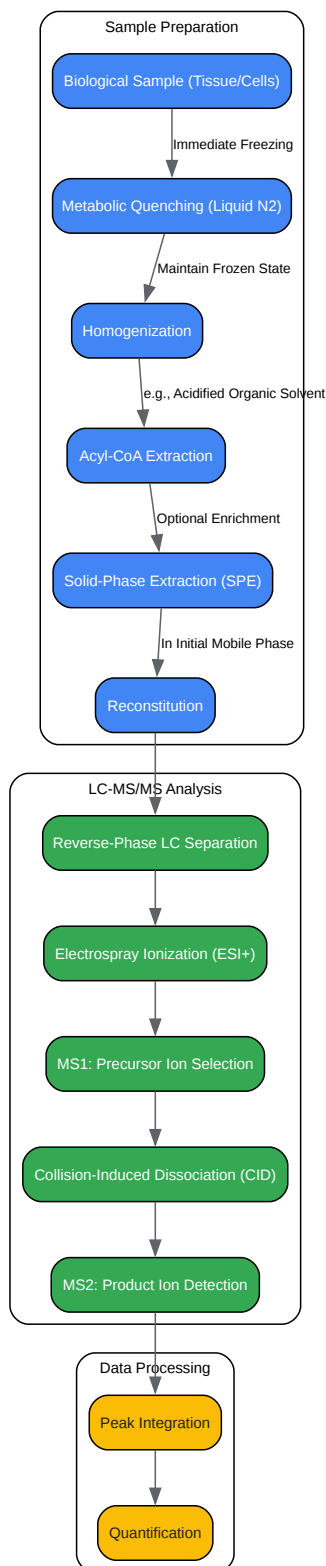 Sample Preparation
Biological Sample (Tissue/Cells)
Immediate Freezing
Metabolic Quenching (Liquid N2)
Maintain Frozen State
Homogenization
e.g., Acidified Organic Solvent
Acyl-CoA Extraction
Optional Enrichment
Solid-Phase Extraction (SPE)
In Initial Mobile Phase
Reconstitution
LC-MS/MS Analysis
Reverse-Phase LC Separation
Electrospray Ionization (ESI+)
MS1: Precursor Ion Selection
Collision-Induced Dissociation (CID)
MS2: Product Ion Detection
Data Processing
Peak Integration
Quantification